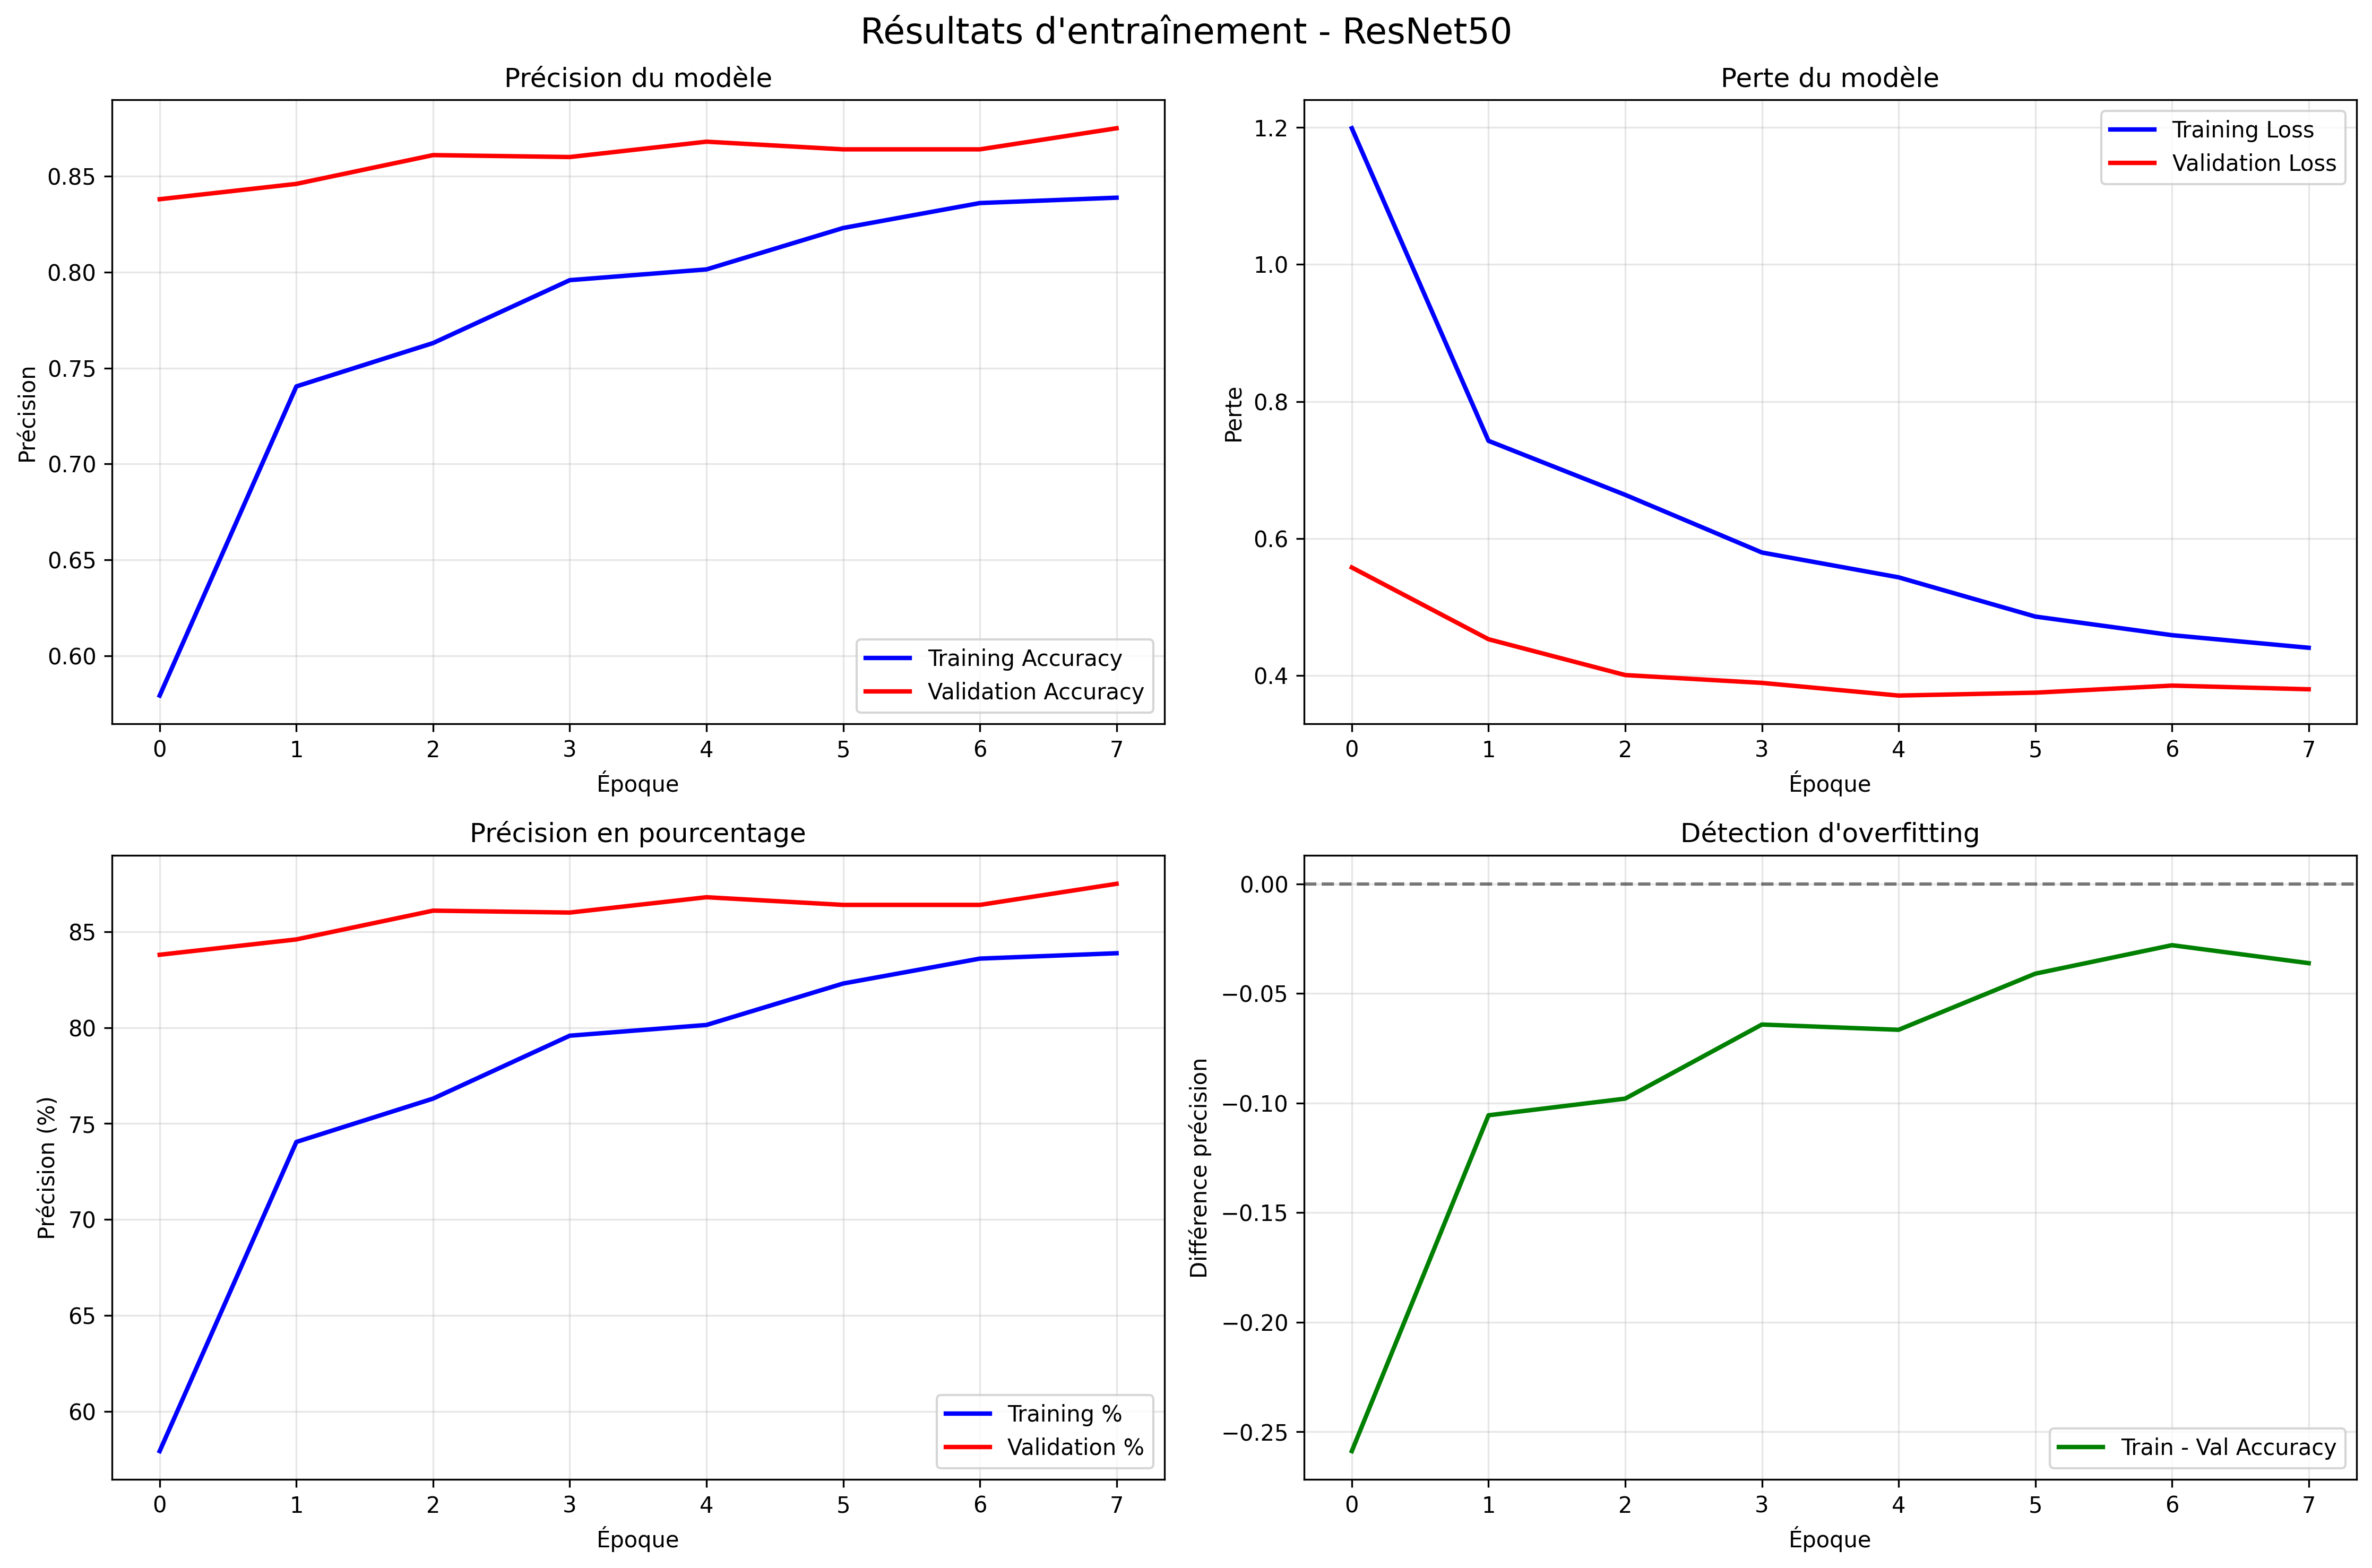 Résultats d'entraînement - ResNet50
Précision du modèle
Précision
0.85
0.80
0.75
0.70
0.65
0.60
0 1 2 3 4 5 6 7
Époque
Training Accuracy
Validation Accuracy
Perte du modèle
Perte
1.2
1.0
0.8
0.6
0.4
0 1 2 3 4 5 6 7
Époque
Training Loss
Validation Loss
Précision en pourcentage
Précision (%)
85
80
75
70
65
60
0 1 2 3 4 5 6 7
Époque
Training %
Validation %
Détection d'overfitting
Différence précision
0.00
−0.05
−0.10
−0.15
−0.20
−0.25
0 1 2 3 4 5 6 7
Époque
Train - Val Accuracy